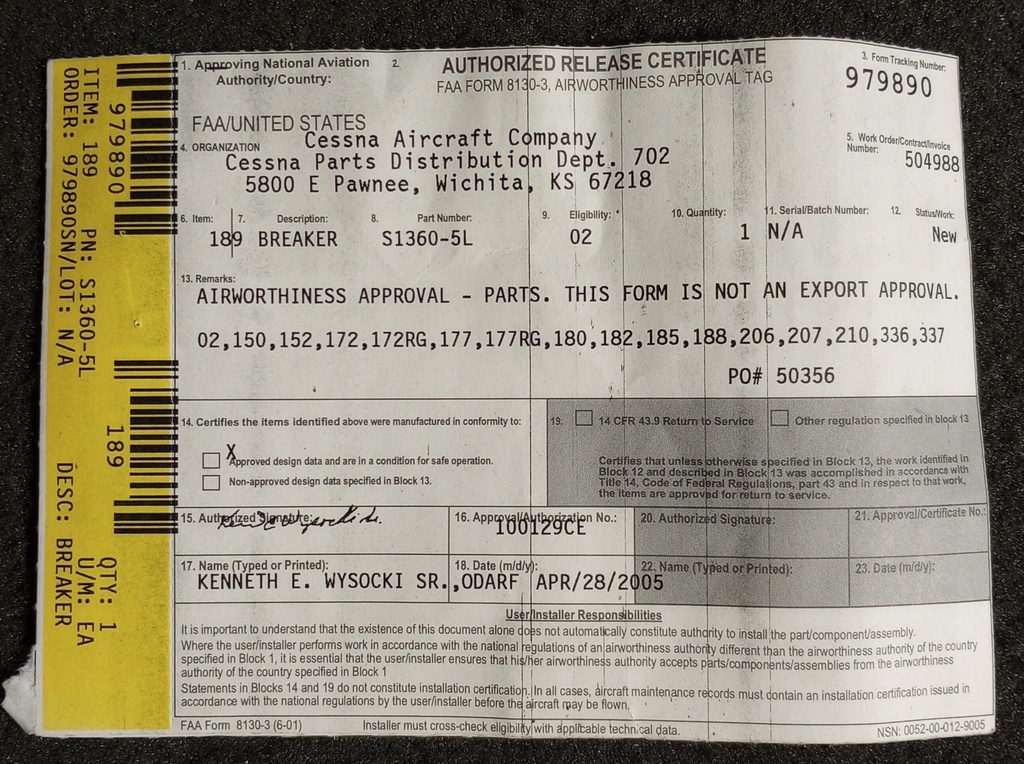 ITEM: 189 PN: S1360-5L QTY: 1
979890 189 U/M: EA
ORDER: 979890SN/LOT: N/A DESC: BREAKER
1. Approving National Aviation Authority/Country:
2. AUTHORIZED RELEASE CERTIFICATE
FAA FORM 8130-3, AIRWORTHINESS APPROVAL TAG
3. Form Tracking Number:
979890
FAA/UNITED STATES
4. ORGANIZATION Cessna Aircraft Company
Cessna Parts Distribution Dept. 702
5800 E Pawnee, Wichita, KS 67218
5. Work Order/Contract/Invoice
Number: 504988
6. Item: 7. Description: 8. Part Number: 9. Eligibility: * 10. Quantity: 11. Serial/Batch Number: 12. Status/Work:
189 BREAKER S1360-5L 02 1 N/A New
13. Remarks:
AIRWORTHINESS APPROVAL - PARTS. THIS FORM IS NOT AN EXPORT APPROVAL.
02,150,152,172,172RG,177,177RG,180,182,185,188,206,207,210,336,337
PO# 50356
14. Certifies the items identified above were manufactured in conformity to:
X
Approved design data and are in a condition for safe operation.
Non-approved design data specified in Block 13.
19. 14 CFR 43.9 Return to Service Other regulation specified in block 13
Certifies that unless otherwise specified in Block 13, the work identified in
Block 12 and described in Block 13 was accomplished in accordance with
Title 14, Code of Federal Regulations, part 43 and in respect to that work,
the items are approved for return to service.
15. Authorized Signature: 16. Approval/Authorization No.: 20. Authorized Signature: 21. Approval/Certificate No.:
100129CE
17. Name (Typed or Printed): 18. Date (m/d/y): 22. Name (Typed or Printed): 23. Date (m/d/y):
KENNETH E. WYSOCKI SR.,ODARF APR/28/2005
User/Installer Responsibilities
It is important to understand that the existence of this document alone does not automatically constitute authority to install the part/component/assembly.
Where the user/installer performs work in accordance with the national regulations of an airworthiness authority different than the airworthiness authority of the country
specified in Block 1, it is essential that the user/installer ensures that his/her airworthiness authority accepts parts/components/assemblies from the airworthiness
authority of the country specified in Block 1
Statements in Blocks 14 and 19 do not constitute installation certification. In all cases, aircraft maintenance records must contain an installation certification issued in
accordance with the national regulations by the user/installer before the aircraft may be flown.
FAA Form 8130-3 (6-01) Installer must cross-check eligibility with applicable technical data. NSN: 0052-00-012-9005